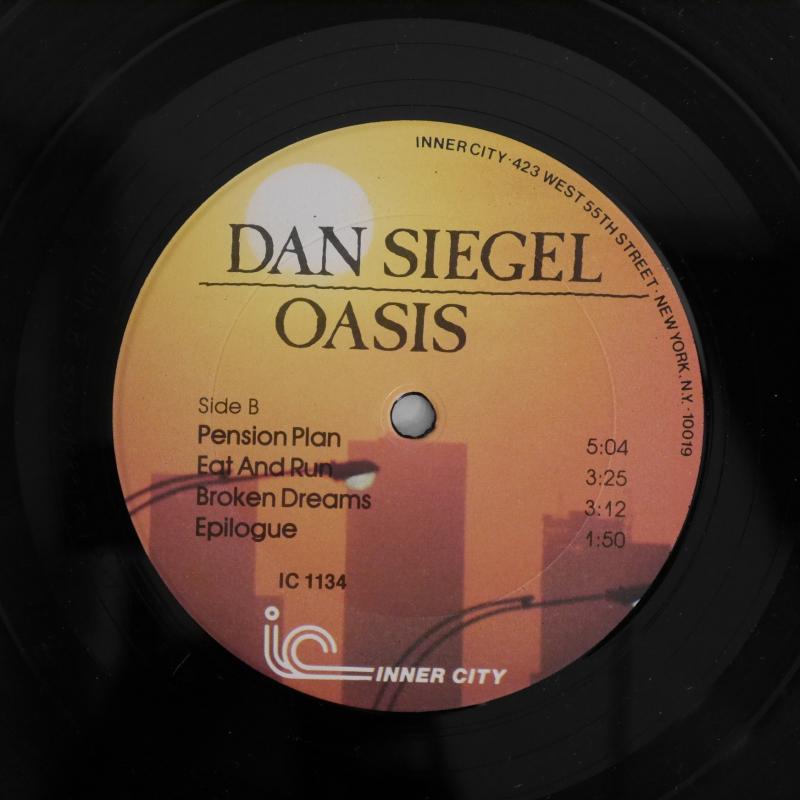 INNER CITY · 423 WEST 55TH STREET · NEW YORK, N.Y. · 10019
DAN SIEGEL
OASIS
Side B
Pension Plan 5:04
Eat And Run 3:25
Broken Dreams 3:12
Epilogue 1:50
IC 1134
ic INNER CITY